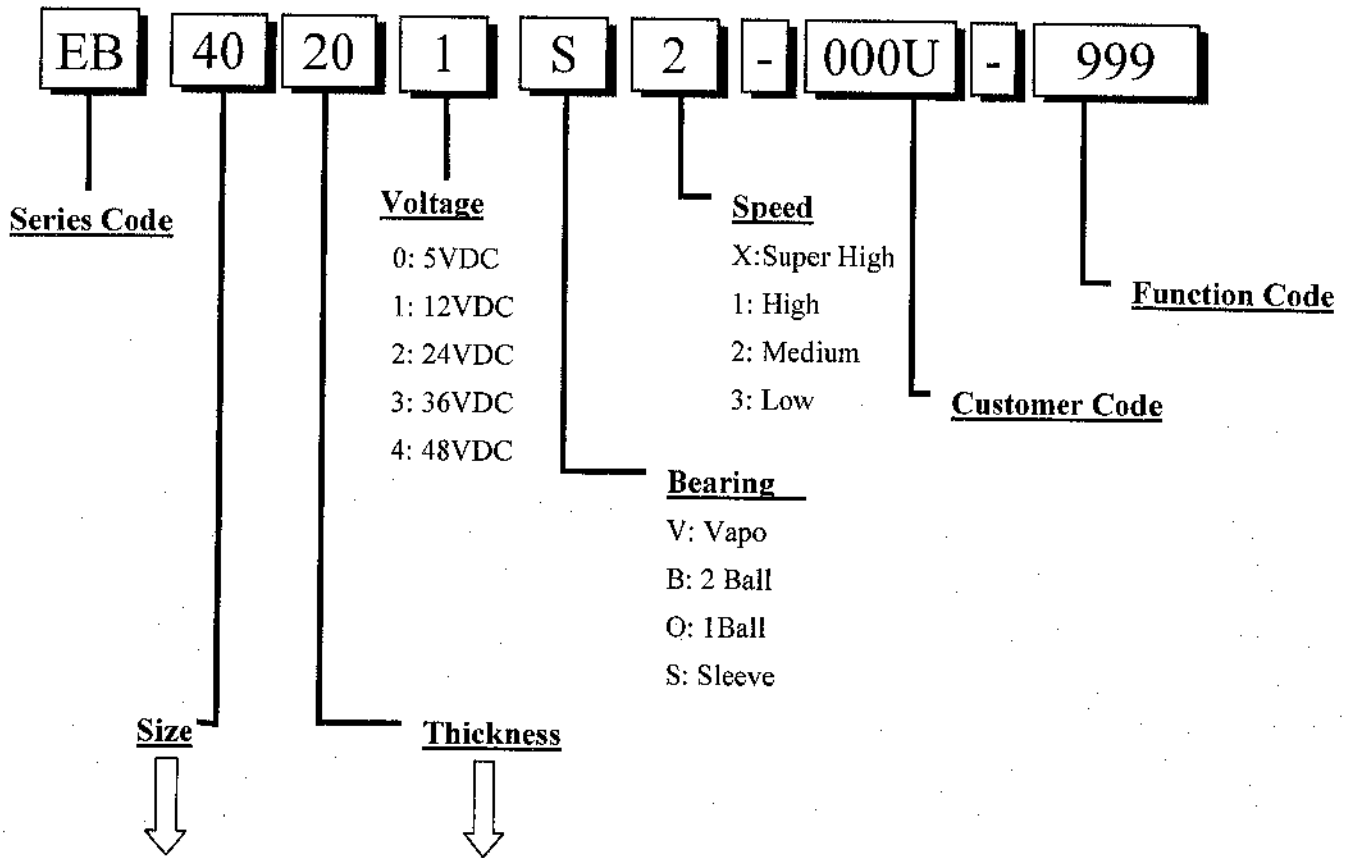 EB 40 20 1 S 2 - 000U - 999
Series Code
Voltage
0: 5VDC
1: 12VDC
2: 24VDC
3: 36VDC
4: 48VDC
Speed
X:Super High
1: High
2: Medium
3: Low
Function Code
Customer Code
Bearing
V: Vapo
B: 2 Ball
O: 1Ball
S: Sleeve
Size
Thickness